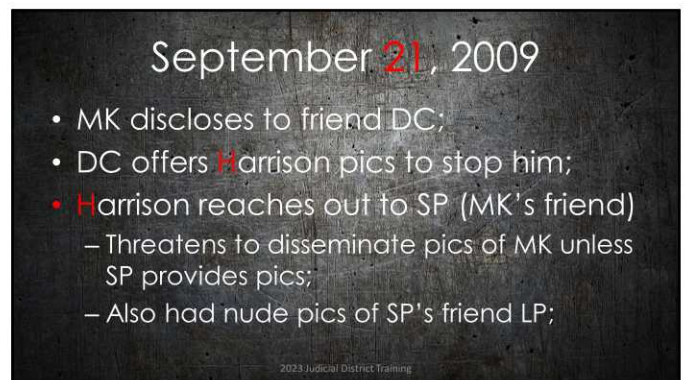 September 21, 2009
• MK discloses to friend DC;
• DC offers Harrison pics to stop him;
• Harrison reaches out to SP (MK’s friend)
– Threatens to disseminate pics of MK unless
SP provides pics;
– Also had nude pics of SP’s friend LP;
2023 Judicial District Training